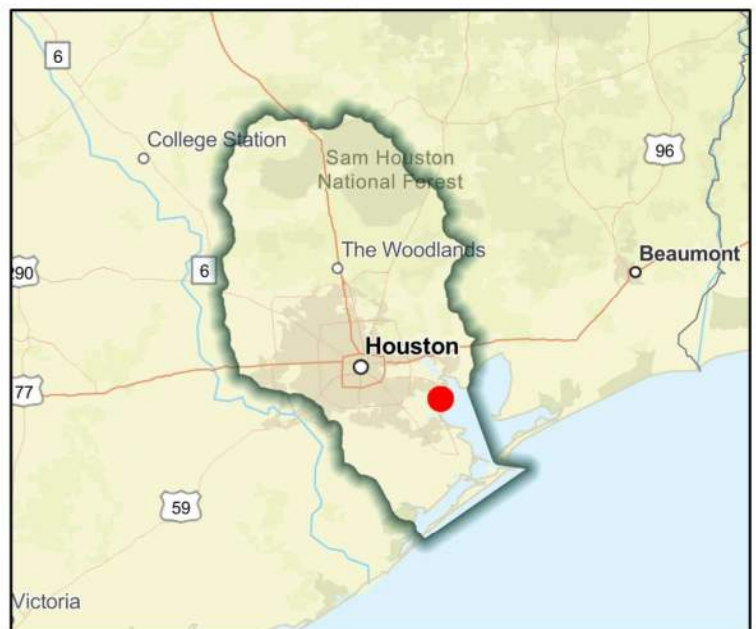 6
College Station
Sam Houston
National Forest
96
The Woodlands
Beaumont
290
6
Houston
77
59
Victoria